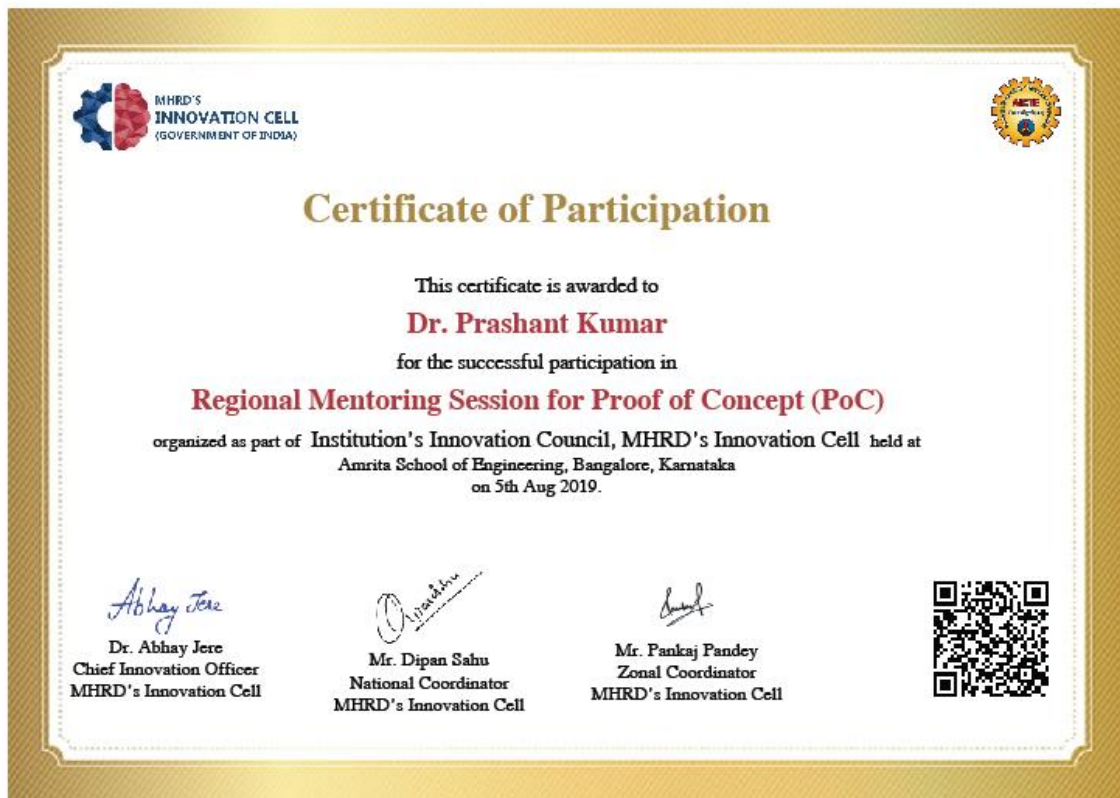 MHRD'S
INNOVATION CELL
(GOVERNMENT OF INDIA)
AICTE
Certificate of Participation
This certificate is awarded to
Dr. Prashant Kumar
for the successful participation in
Regional Mentoring Session for Proof of Concept (PoC)
organized as part of Institution's Innovation Council, MHRD's Innovation Cell held at
Amrita School of Engineering, Bangalore, Karnataka
on 5th Aug 2019.
Abhay Jere
Dr. Abhay Jere
Chief Innovation Officer
MHRD's Innovation Cell
Mr. Dipan Sahu
National Coordinator
MHRD's Innovation Cell
Mr. Pankaj Pandey
Zonal Coordinator
MHRD's Innovation Cell